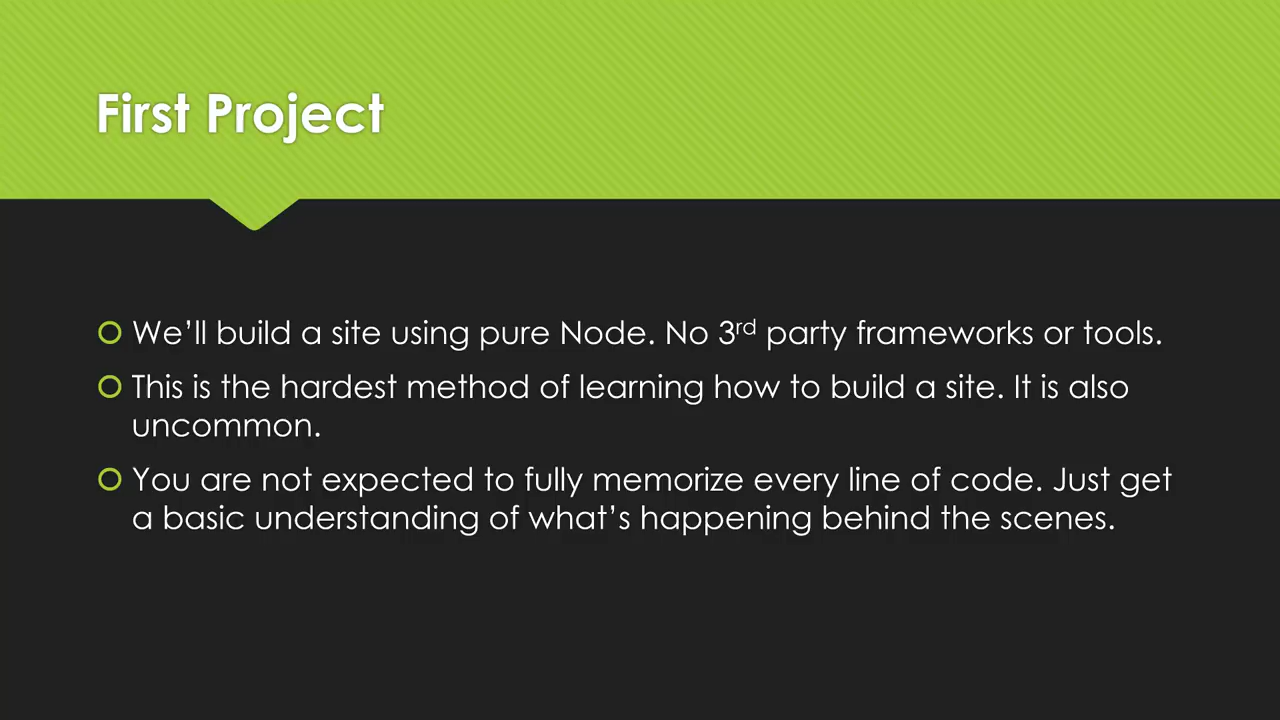 First Project
We’ll build a site using pure Node. No 3rd party frameworks or tools.
This is the hardest method of learning how to build a site. It is also
uncommon.
You are not expected to fully memorize every line of code. Just get
a basic understanding of what’s happening behind the scenes.